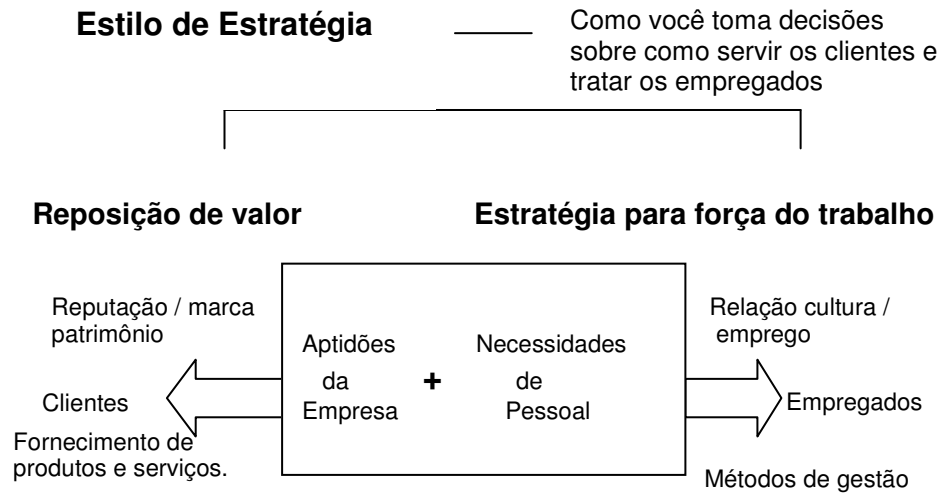 Estilo de Estratégia
Como você toma decisões
sobre como servir os clientes e
tratar os empregados
Reposição de valor
Estratégia para força do trabalho
Reputação / marca
patrimônio
Clientes
Fornecimento de
produtos e serviços.
Aptidões
da
Empresa
+
Necessidades
de
Pessoal
Relação cultura /
emprego
Empregados
Métodos de gestão